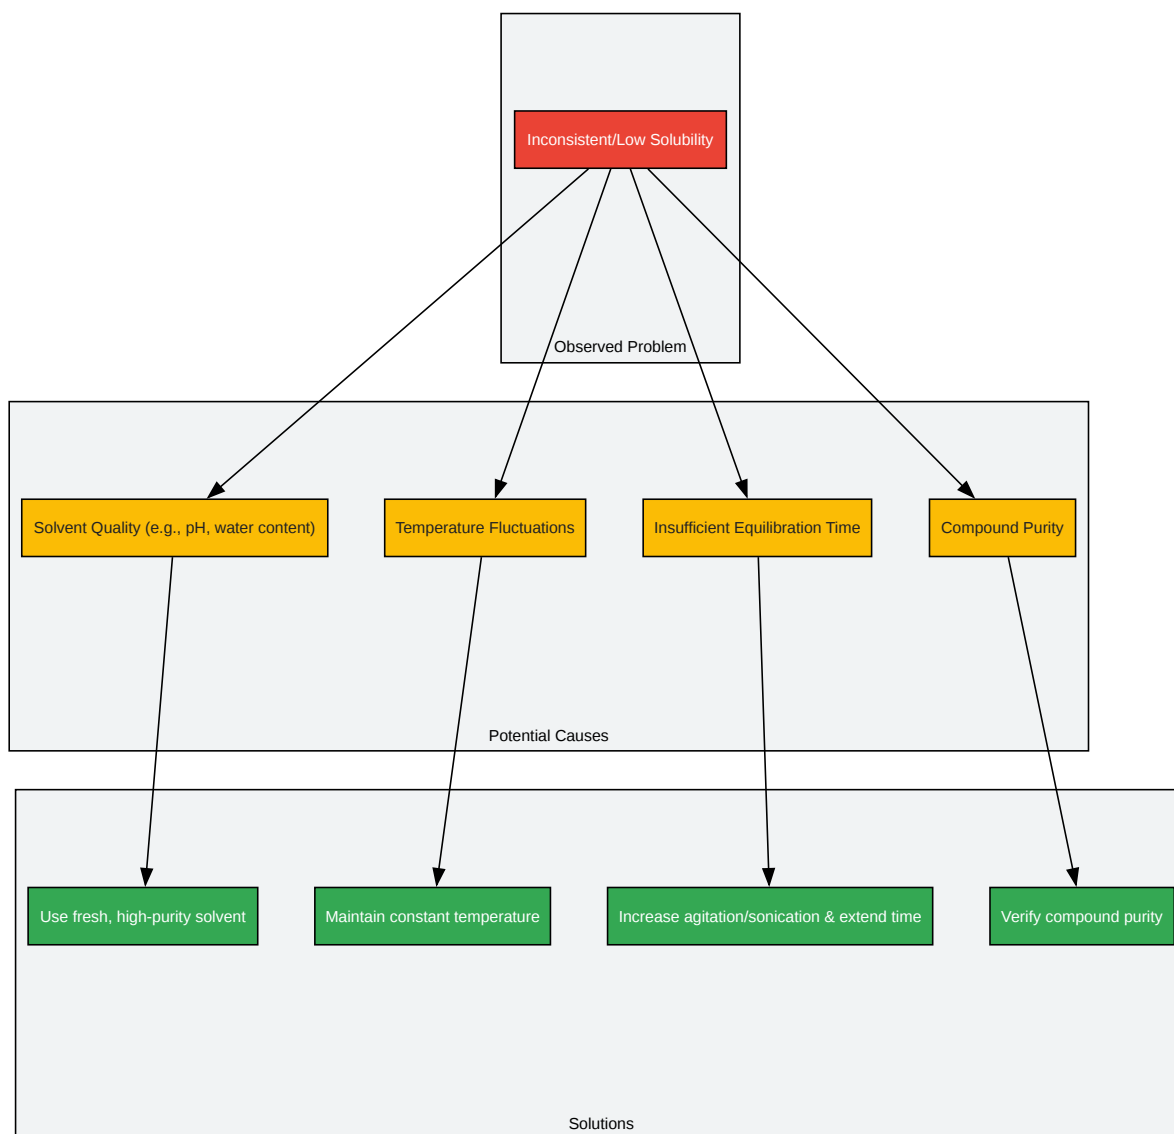 Inconsistent/Low Solubility
Observed Problem
Solvent Quality (e.g., pH, water content)
Temperature Fluctuations
Insufficient Equilibration Time
Compound Purity
Potential Causes
Use fresh, high-purity solvent
Maintain constant temperature
Increase agitation/sonication & extend time
Verify compound purity
Solutions